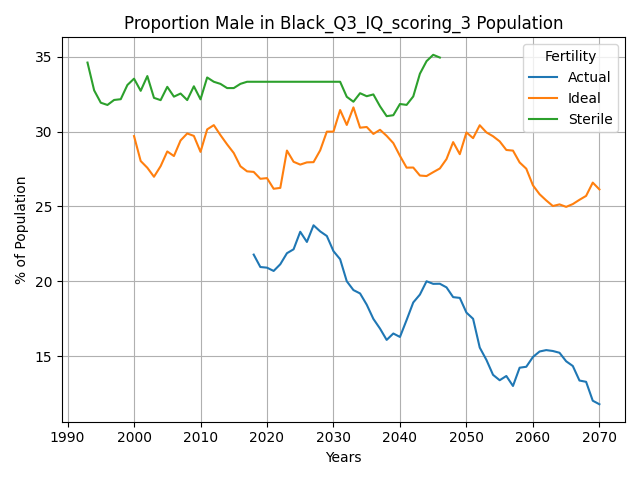 Proportion Male in Black_Q3_IQ_scoring_3 Population
% of Population
35
30
25
20
15
Fertility
Actual
Ideal
Sterile
1990 2000 2010 2020 2030 2040 2050 2060 2070
Years